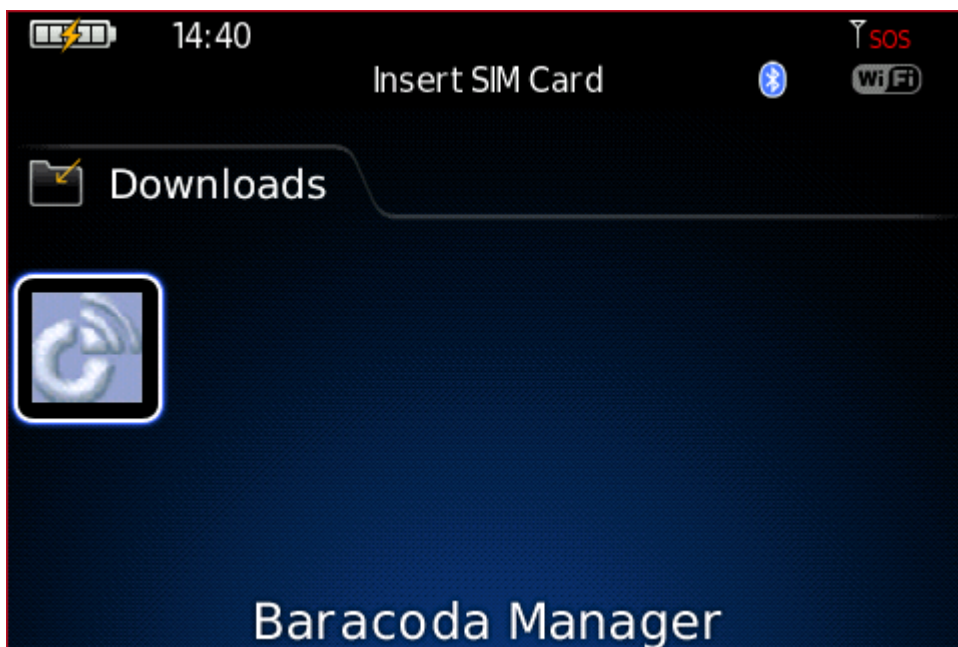 14:40
SOS
Insert SIM Card
WiFi
Downloads
Baracoda Manager